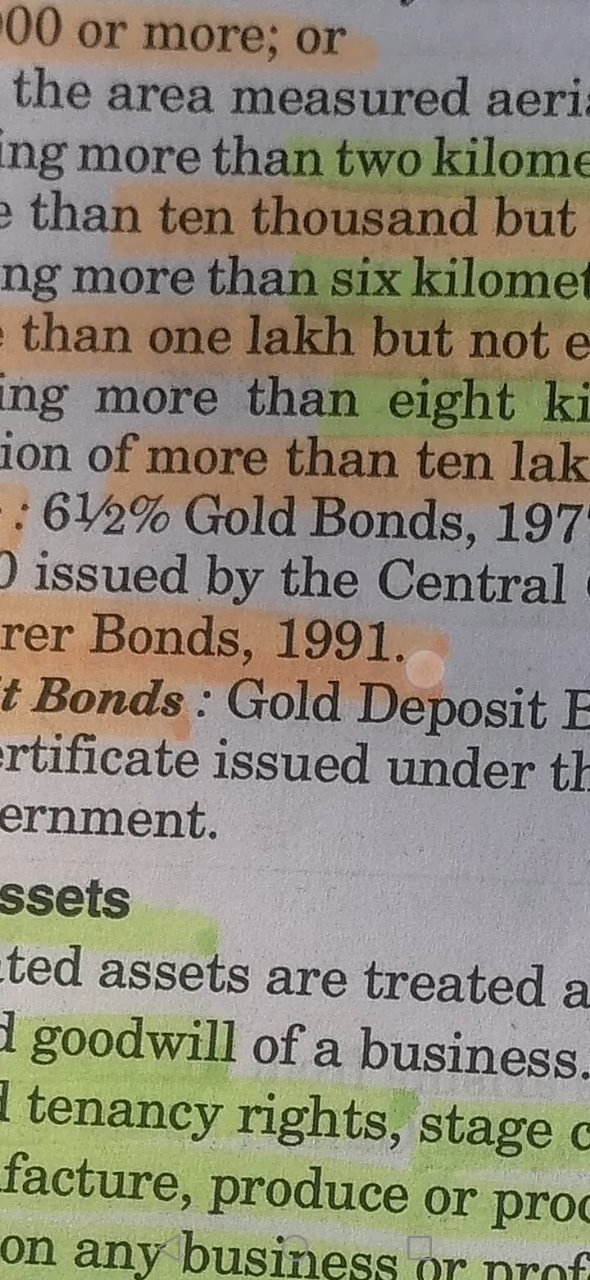 00 or more; or
the area measured aeri
ing more than two kilome
than ten thousand but
ng more than six kilomet
than one lakh but not e
ing more than eight ki
ion of more than ten lak
: 6½% Gold Bonds, 197
0 issued by the Central
rer Bonds, 1991.
t Bonds : Gold Deposit B
ertificate issued under th
ernment.
ssets
ted assets are treated a
d goodwill of a business.
d tenancy rights, stage c
facture, produce or proc
on any business or prof